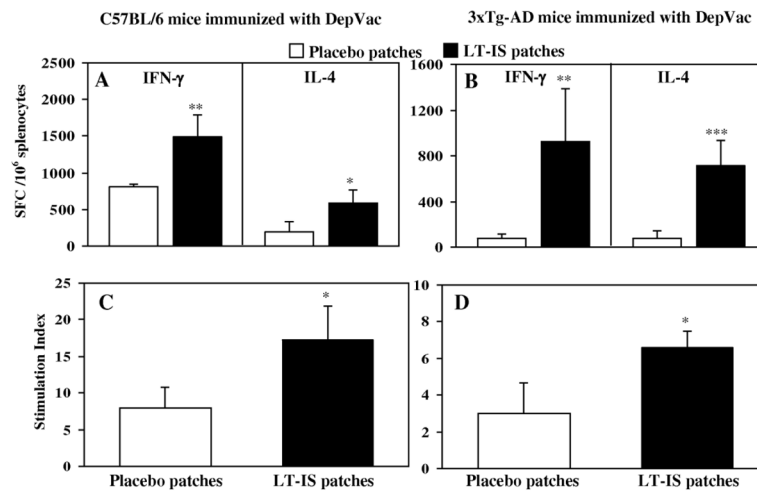 C57BL/6 mice immunized with DepVac
3xTg-AD mice immunized with DepVac
Placebo patches
LT-IS patches
A
IFN-γ
IL-4
2500
2000
1500
1000
500
0
SFC /10⁶ splenocytes
**
*
B
IFN-γ
IL-4
1600
1200
800
400
0
**
***
C
25
20
15
10
5
0
Stimulation Index
*
Placebo patches
LT-IS patches
D
10
8
6
4
2
0
*
Placebo patches
LT-IS patches